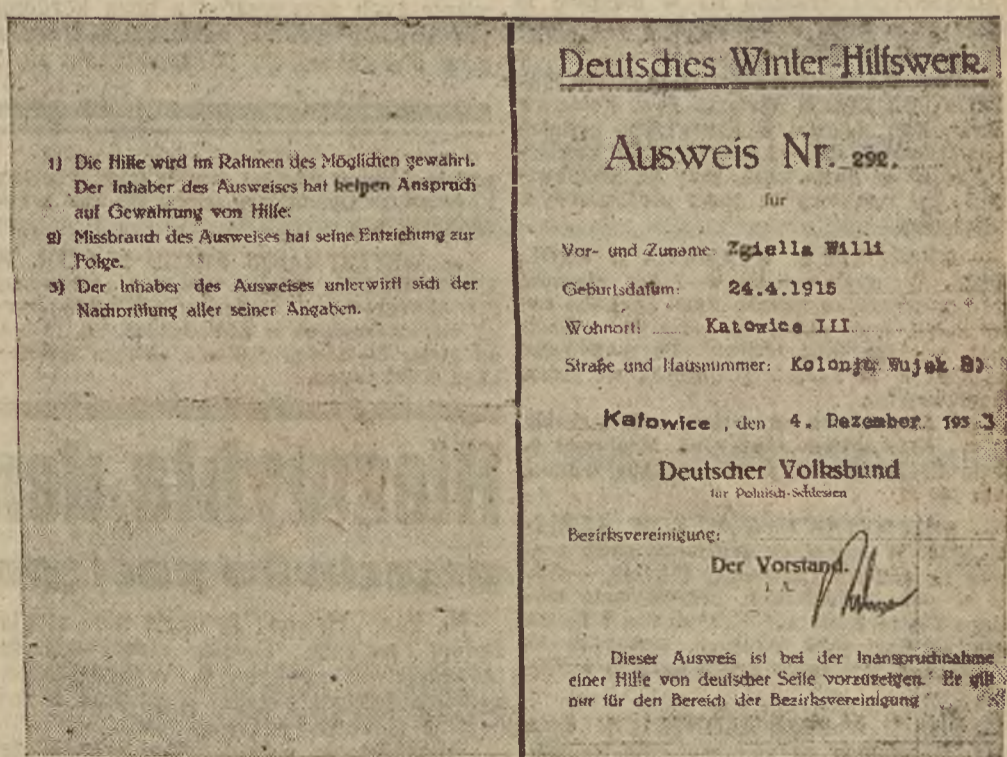 1) Die Hilfe wird im Rahmen des Möglichen gewährt.
Der Inhaber des Ausweises hat keinen Anspruch
auf Gewährung von Hilfe.
2) Missbrauch des Ausweises hat seine Entziehung zur
Folge.
3) Der Inhaber des Ausweises unterwirft sich der
Nachprüfung aller seiner Angaben.
Deutsches Winter-Hilfswerk.
Ausweis Nr. 292.
für
Vor- und Zuname: Zgiella Willi
Geburtsdatum: 24.4.1915
Wohnort: Katowice III
Straße und Hausnummer: Kolonja Wujek
Katowice, den 4. Dezember 1933
Deutscher Volksbund
für Polnisch-Schlesien
Bezirksvereinigung:
Der Vorstand.
I. A.
Dieser Ausweis ist bei der Inanspruchnahme
einer Hilfe von deutscher Seite vorzuzeigen. Er gilt
nur für den Bereich der Bezirksvereinigung